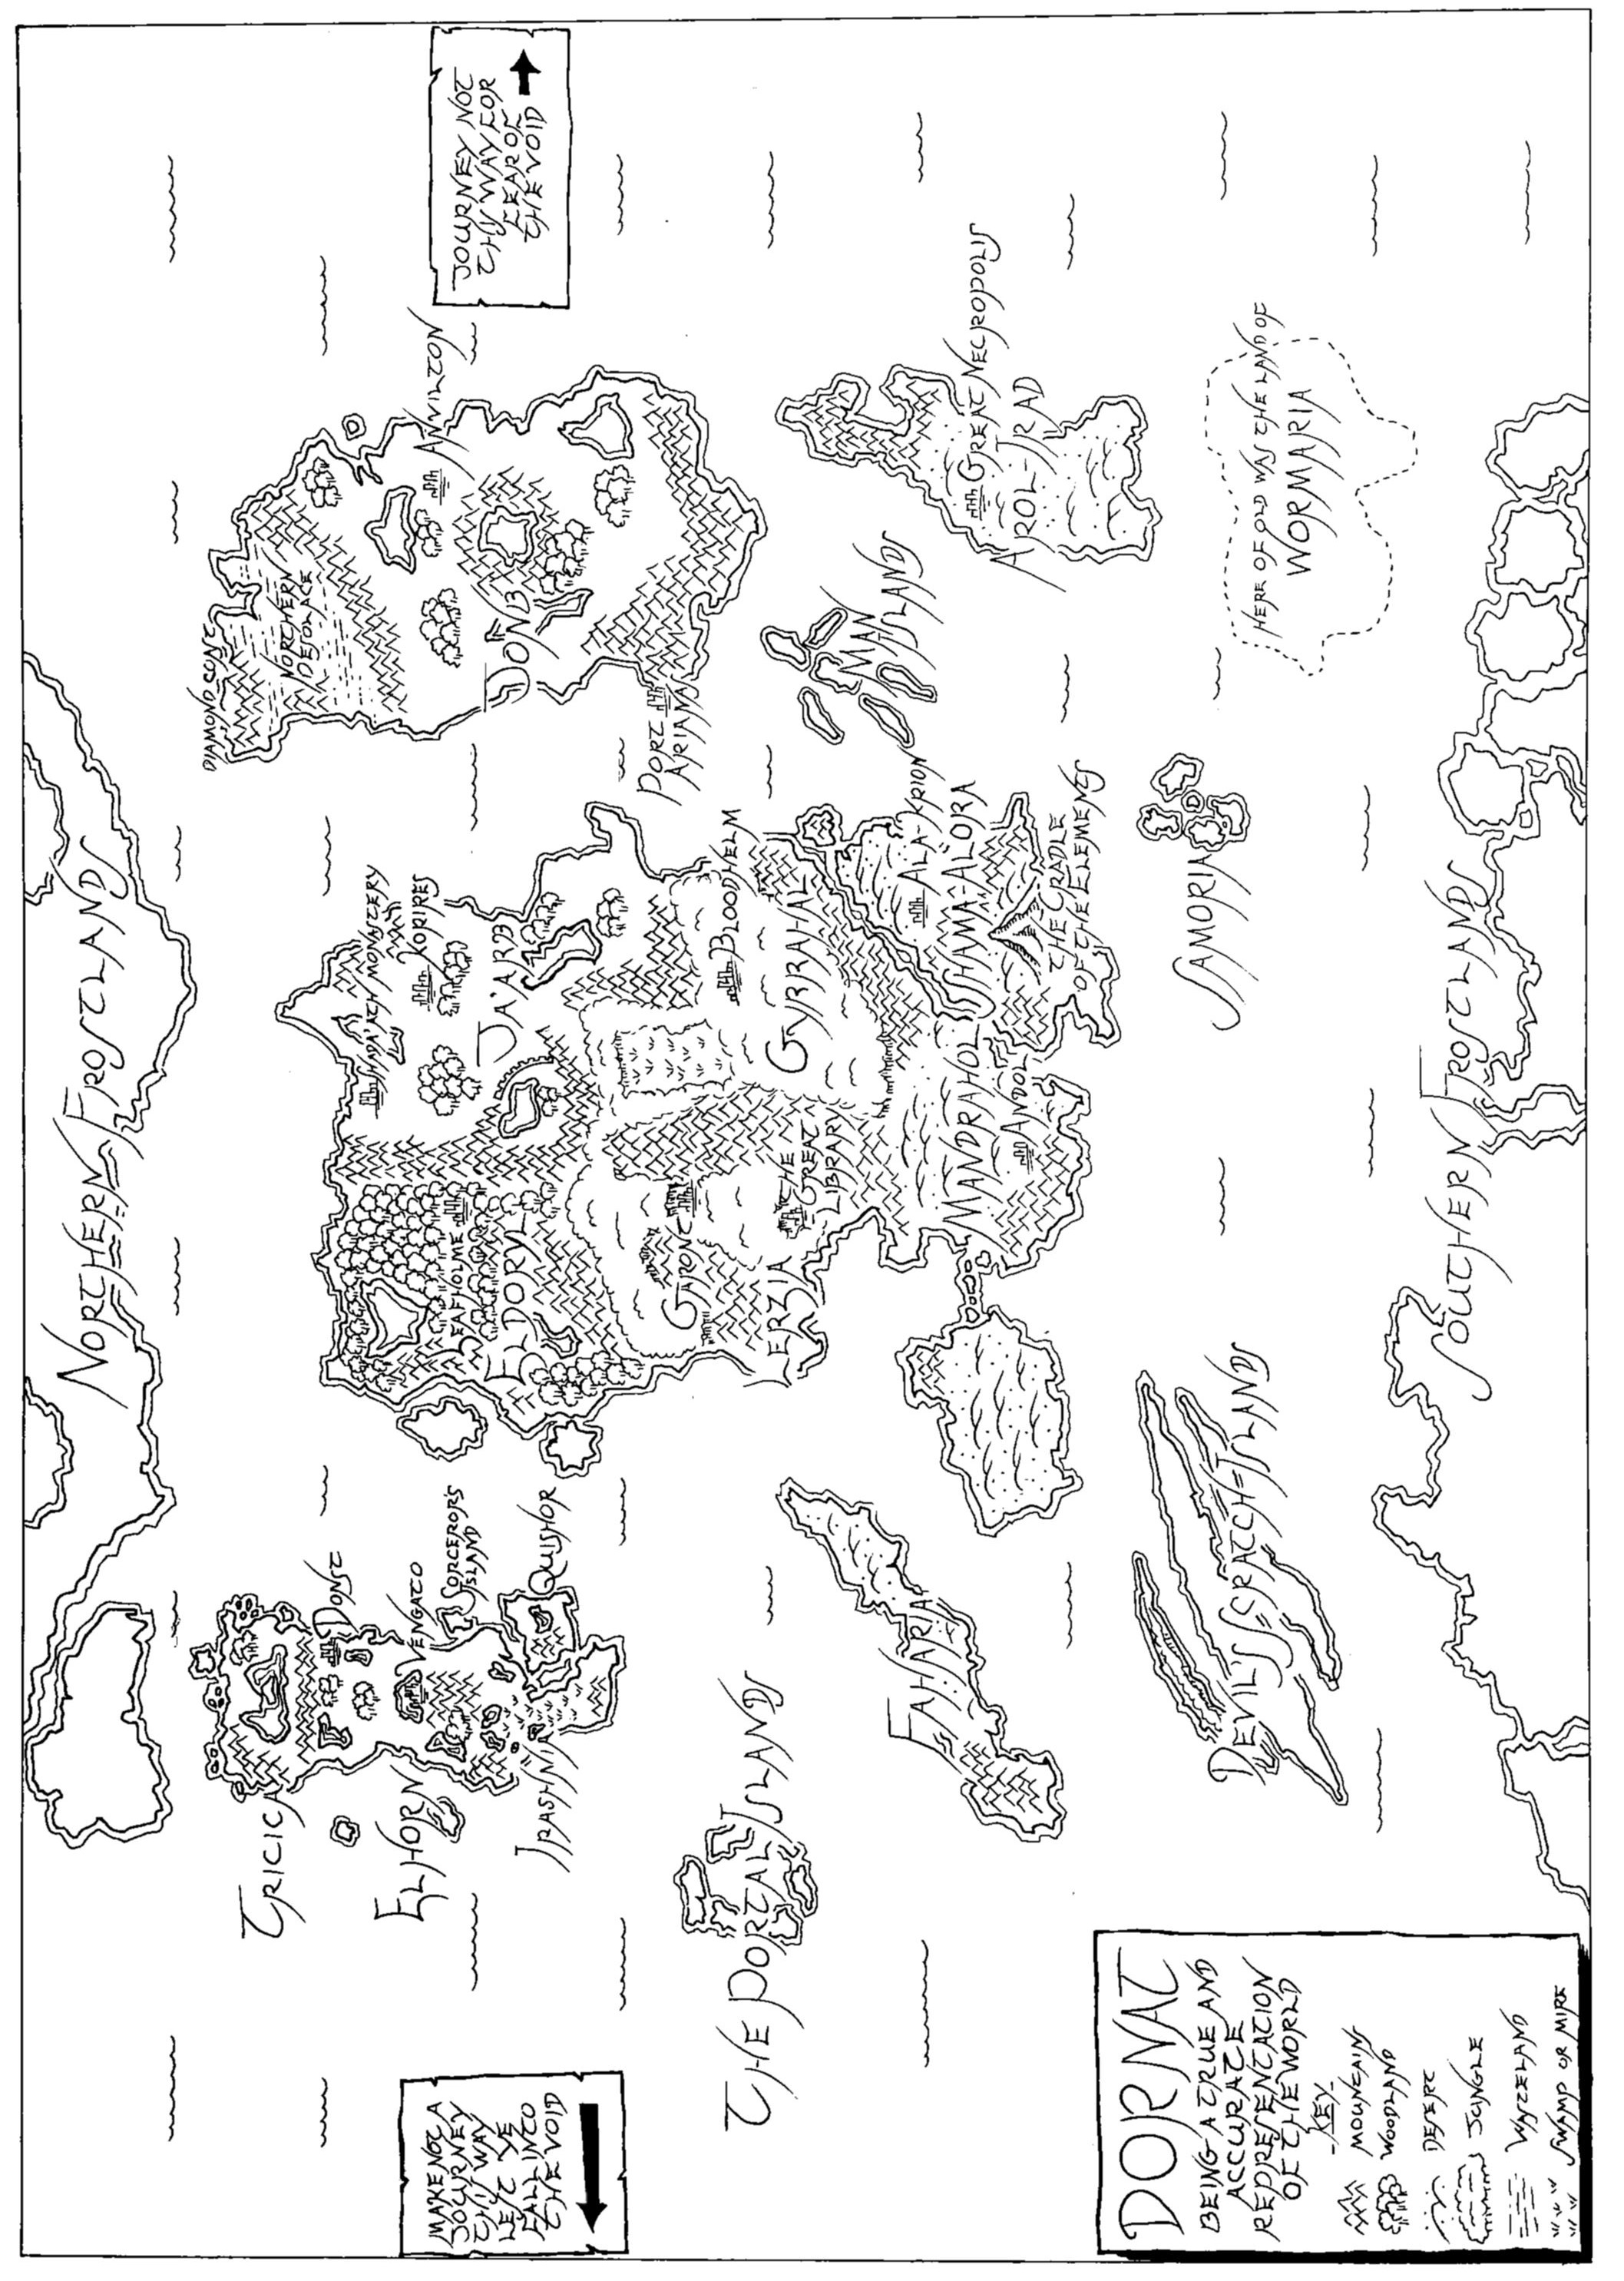 NORTHERN FROSTLANDS
DIAMOND COAST
TRICICA
NORTHERN
DESOLACE
DONST
SHADA'ATH MONASTERY
ELHORN
VENGATO
KORIRES
ANVILTON
MAKE NOT A
JOURNEY
THIS WAY
LEST YE
FALL INTO
THE VOID
SORCEROR'S
ISLAND
LEAFHOLME
JOURNEY NOT
THIS WAY FOR
FEAR OF
THE VOID
ELDORYL
JA'ARB
JONB
IRASHNIA
QUISHOR
GARONT
PORT
ARIANN
BLOODHELM
THE PORTAL ISLANDS
LERZIA
THE
GREAT
LIBRARY
GYRRAHAL
MAN
ISLANDS
FAHARIA
ALA-KRION
MANDRAHOL
SHAMA-ALORA
GREAT NECROPOLIS
ANDOL
AROL-IRAD
THE CRADLE
OF THE ELEMENTS
DORNAT
BEING A TRUE AND
ACCURATE
REPRESENTATION
OF THE WORLD
KEY
MOUNTAINS
WOODLAND
DESERT
JUNGLE
WASTELAND
SWAMP OR MIRE
DEVIL'S SCRATCH-ISLANDS
SAMORIA
HERE OF OLD WAS THE LAND OF
WORMARIA
SOUTHERN FROSTLANDS